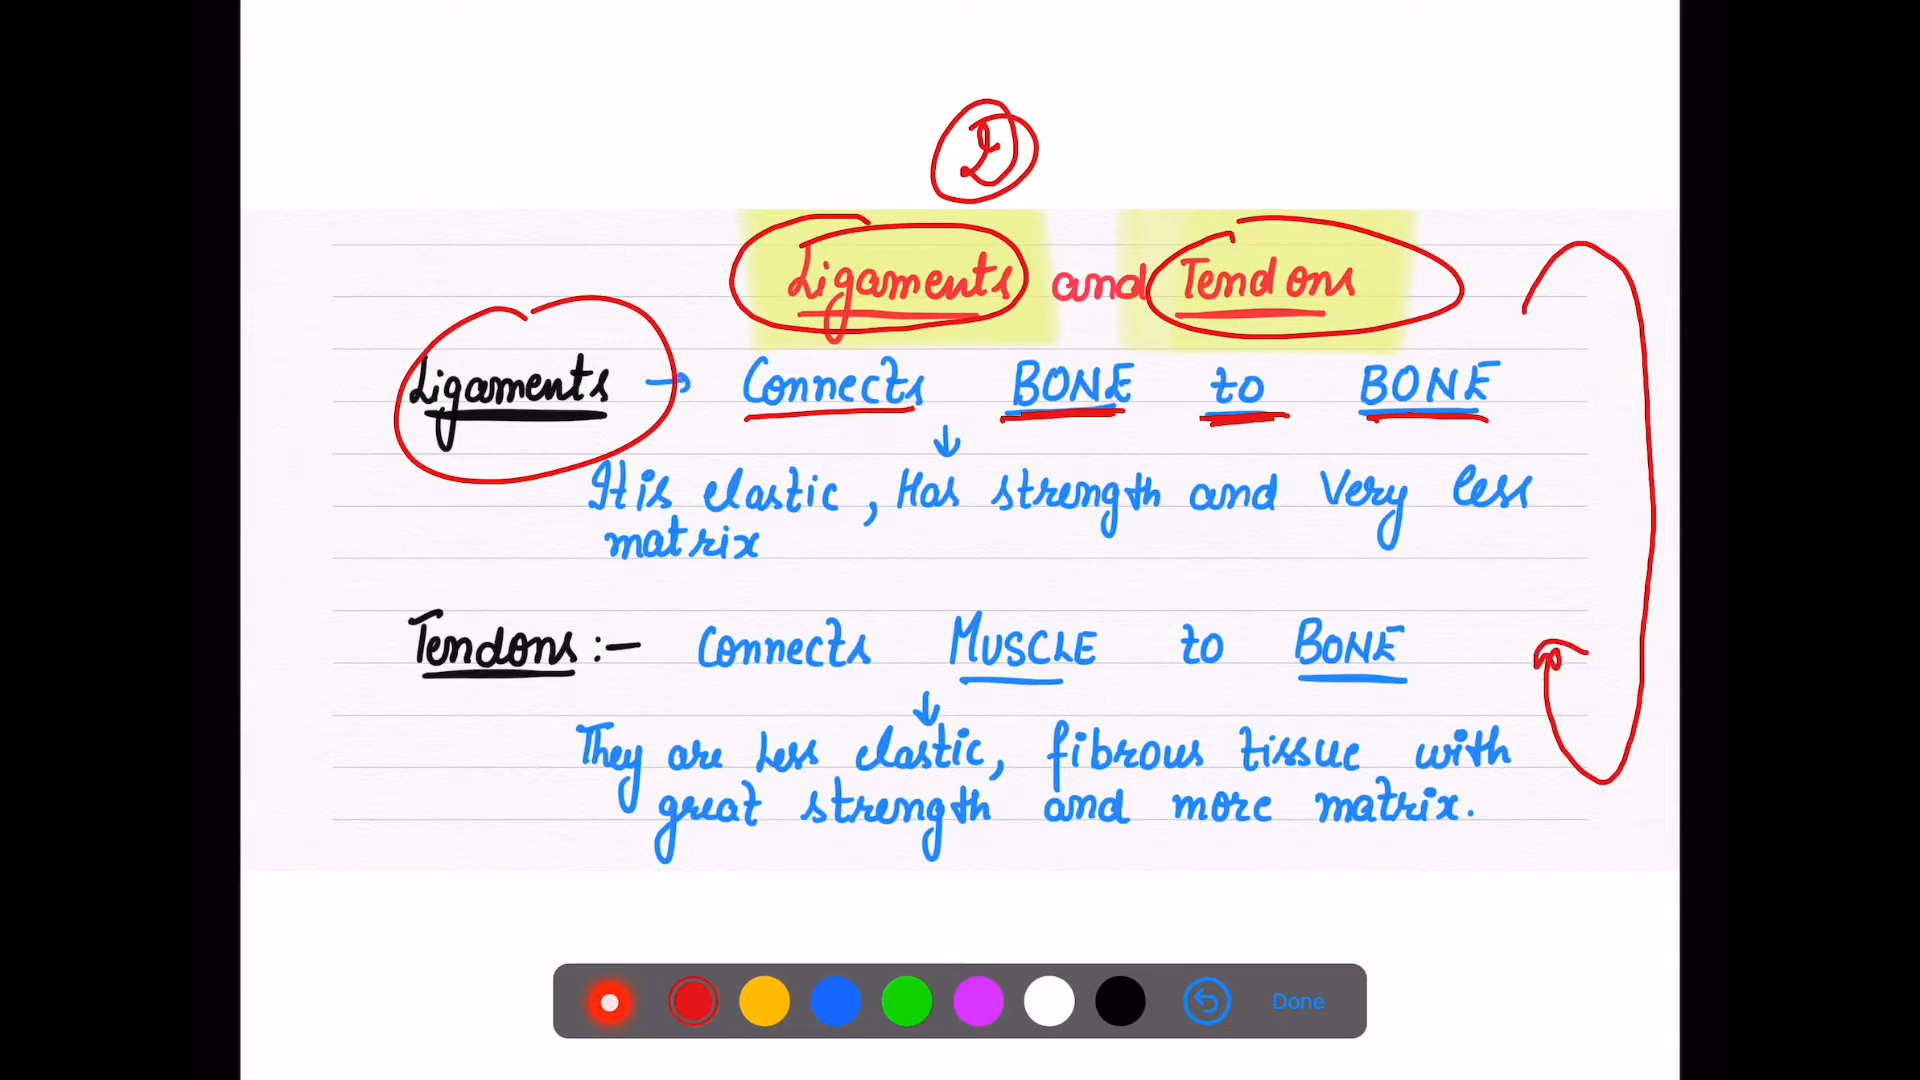 2
Ligaments and Tendons
Ligaments → Connects BONE to BONE
↓
It is elastic, Has strength and Very less
matrix
Tendons :- Connects MUSCLE to BONE
↓
They are Less elastic, fibrous tissue with
great strength and more matrix.
Done